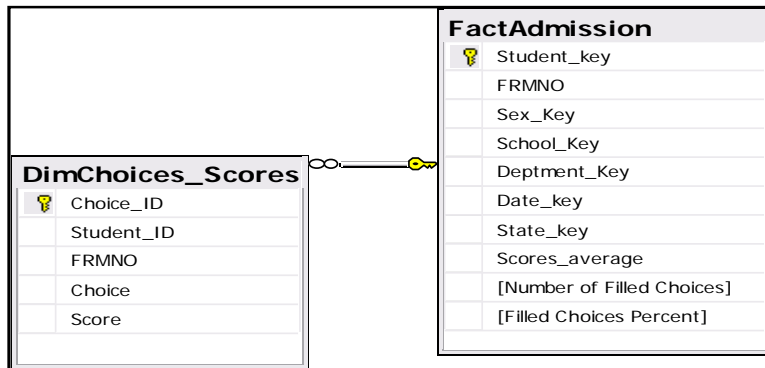 FactAdmission
Student_key
FRMNO
Sex_Key
School_Key
Deptment_Key
Date_key
State_key
Scores_average
[Number of Filled Choices]
[Filled Choices Percent]
DimChoices_Scores
Choice_ID
Student_ID
FRMNO
Choice
Score